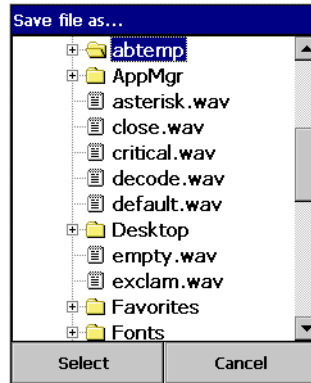 Save file as...
abtemp
AppMgr
asterisk.wav
close.wav
critical.wav
decode.wav
default.wav
Desktop
empty.wav
exclam.wav
Favorites
Fonts
Select
Cancel